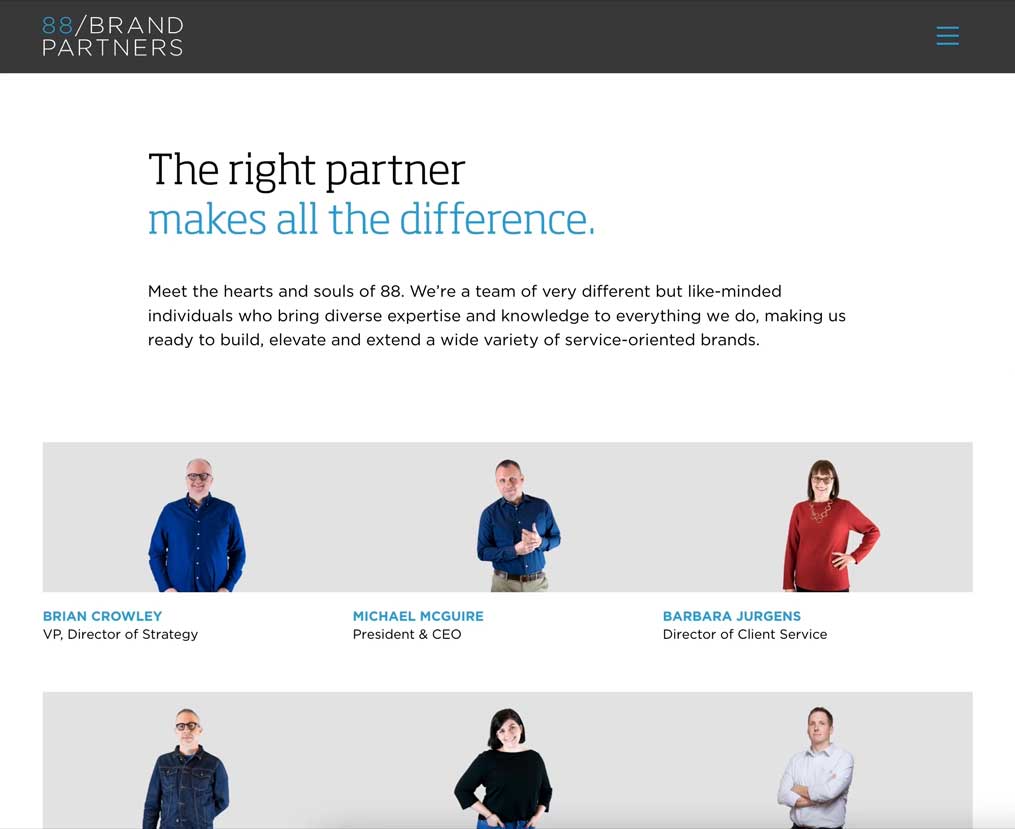 88/BRAND
PARTNERS
The right partner
makes all the difference.
Meet the hearts and souls of 88. We’re a team of very different but like-minded
individuals who bring diverse expertise and knowledge to everything we do, making us
ready to build, elevate and extend a wide variety of service-oriented brands.
BRIAN CROWLEY
VP, Director of Strategy
MICHAEL MCGUIRE
President & CEO
BARBARA JURGENS
Director of Client Service